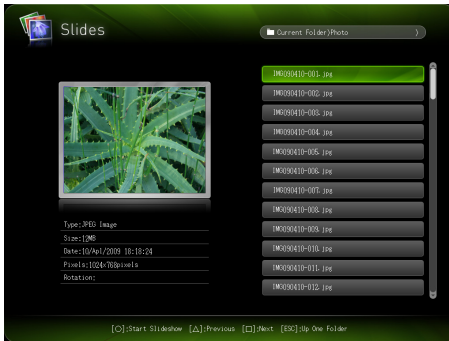 Slides
Current Folder)Photo
IMG090410-001.jpg
IMG090410-002.jpg
IMG090410-003.jpg
IMG090410-004.jpg
IMG090410-005.jpg
IMG090410-006.jpg
IMG090410-007.jpg
IMG090410-008.jpg
IMG090410-009.jpg
IMG090410-010.jpg
IMG090410-011.jpg
IMG090410-012.jpg
Type:JPEG Image
Size:12MB
Date:10/Apl/2009 18:18:24
Pixels:1024×768pixels
Rotation:
[○]:Start Slideshow [△]:Previous [□]:Next [ESC]:Up One Folder